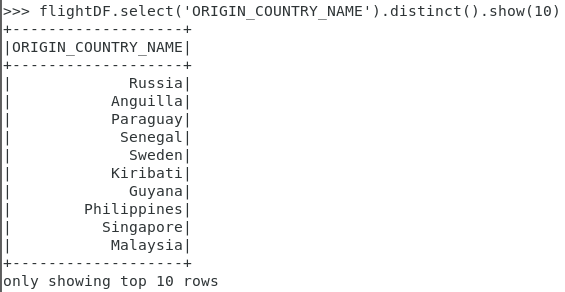 >>> flightDF.select('ORIGIN_COUNTRY_NAME').distinct().show(10)
+-------------------+
|ORIGIN_COUNTRY_NAME|
+-------------------+
|             Russia|
|           Anguilla|
|           Paraguay|
|            Senegal|
|             Sweden|
|           Kiribati|
|             Guyana|
|        Philippines|
|          Singapore|
|           Malaysia|
+-------------------+
only showing top 10 rows